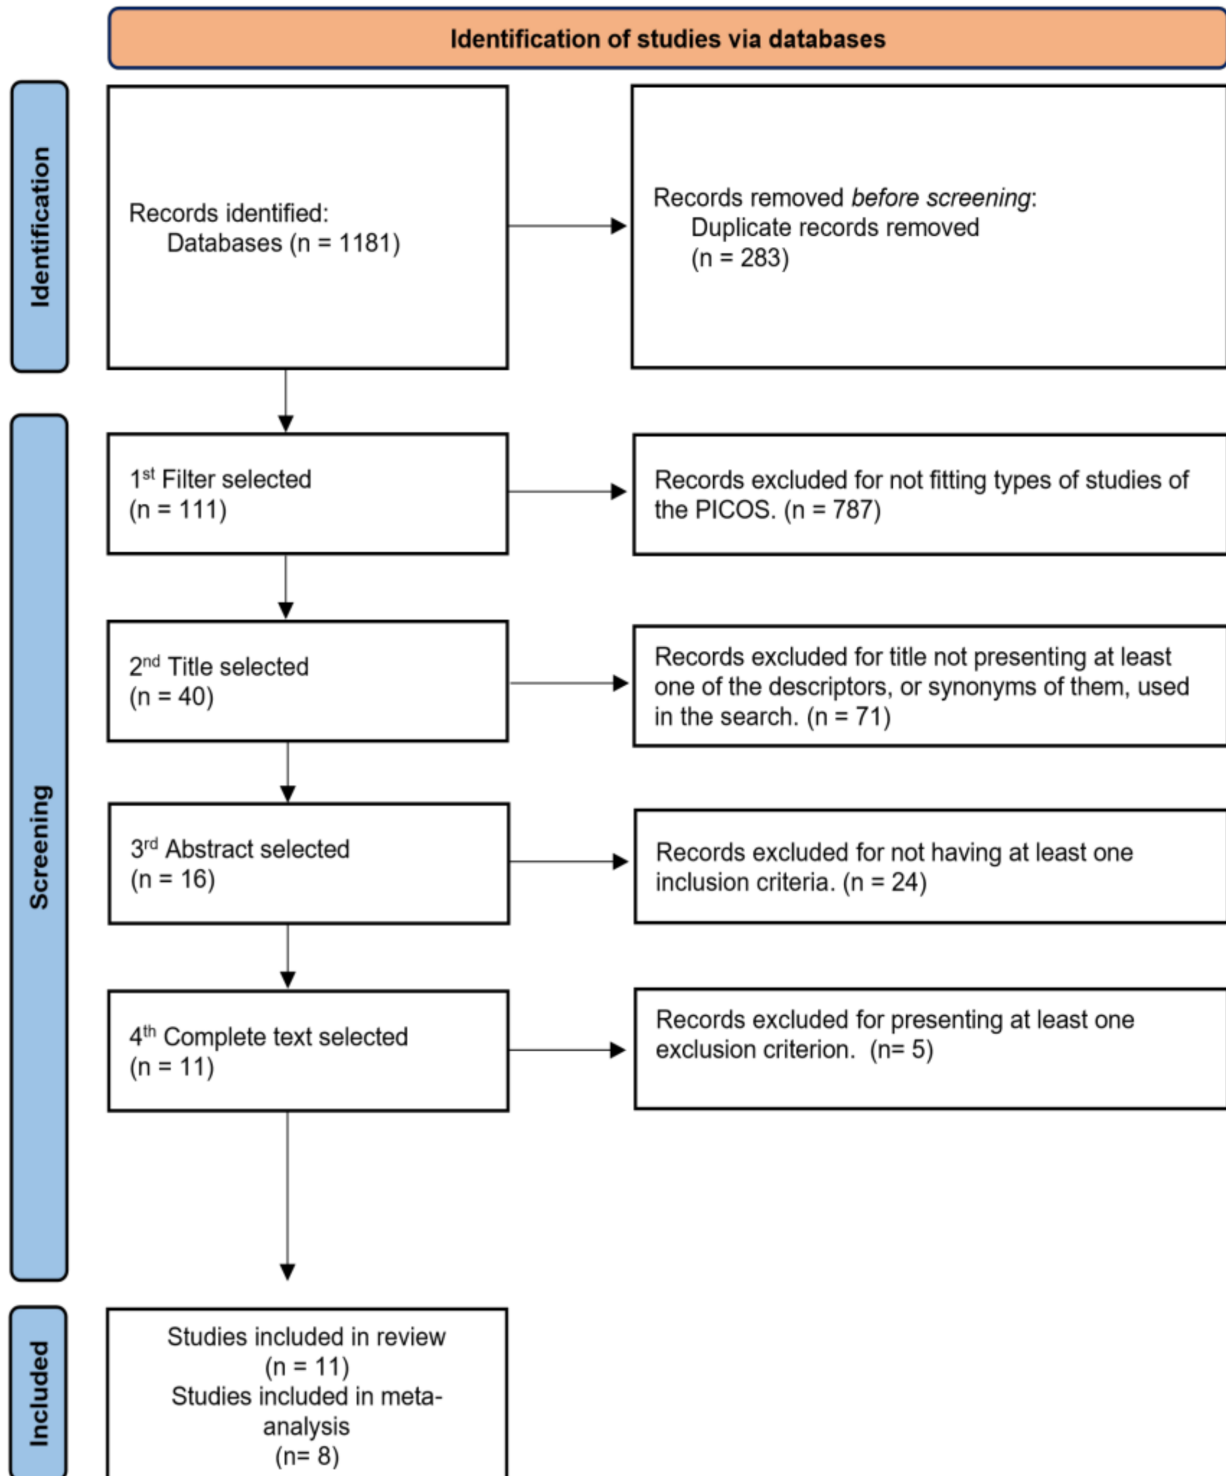 Identification of studies via databases
Identification
Records identified:
Databases (n = 1181)
Records removed before screening:
Duplicate records removed
(n = 283)
Screening
1st Filter selected
(n = 111)
Records excluded for not fitting types of studies of
the PICOS. (n = 787)
2nd Title selected
(n = 40)
Records excluded for title not presenting at least
one of the descriptors, or synonyms of them, used
in the search. (n = 71)
3rd Abstract selected
(n = 16)
Records excluded for not having at least one
inclusion criteria. (n = 24)
4th Complete text selected
(n = 11)
Records excluded for presenting at least one
exclusion criterion.  (n= 5)
Included
Studies included in review
(n = 11)
Studies included in meta-
analysis
(n= 8)